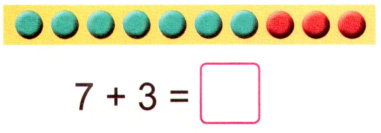 7 + 3 =